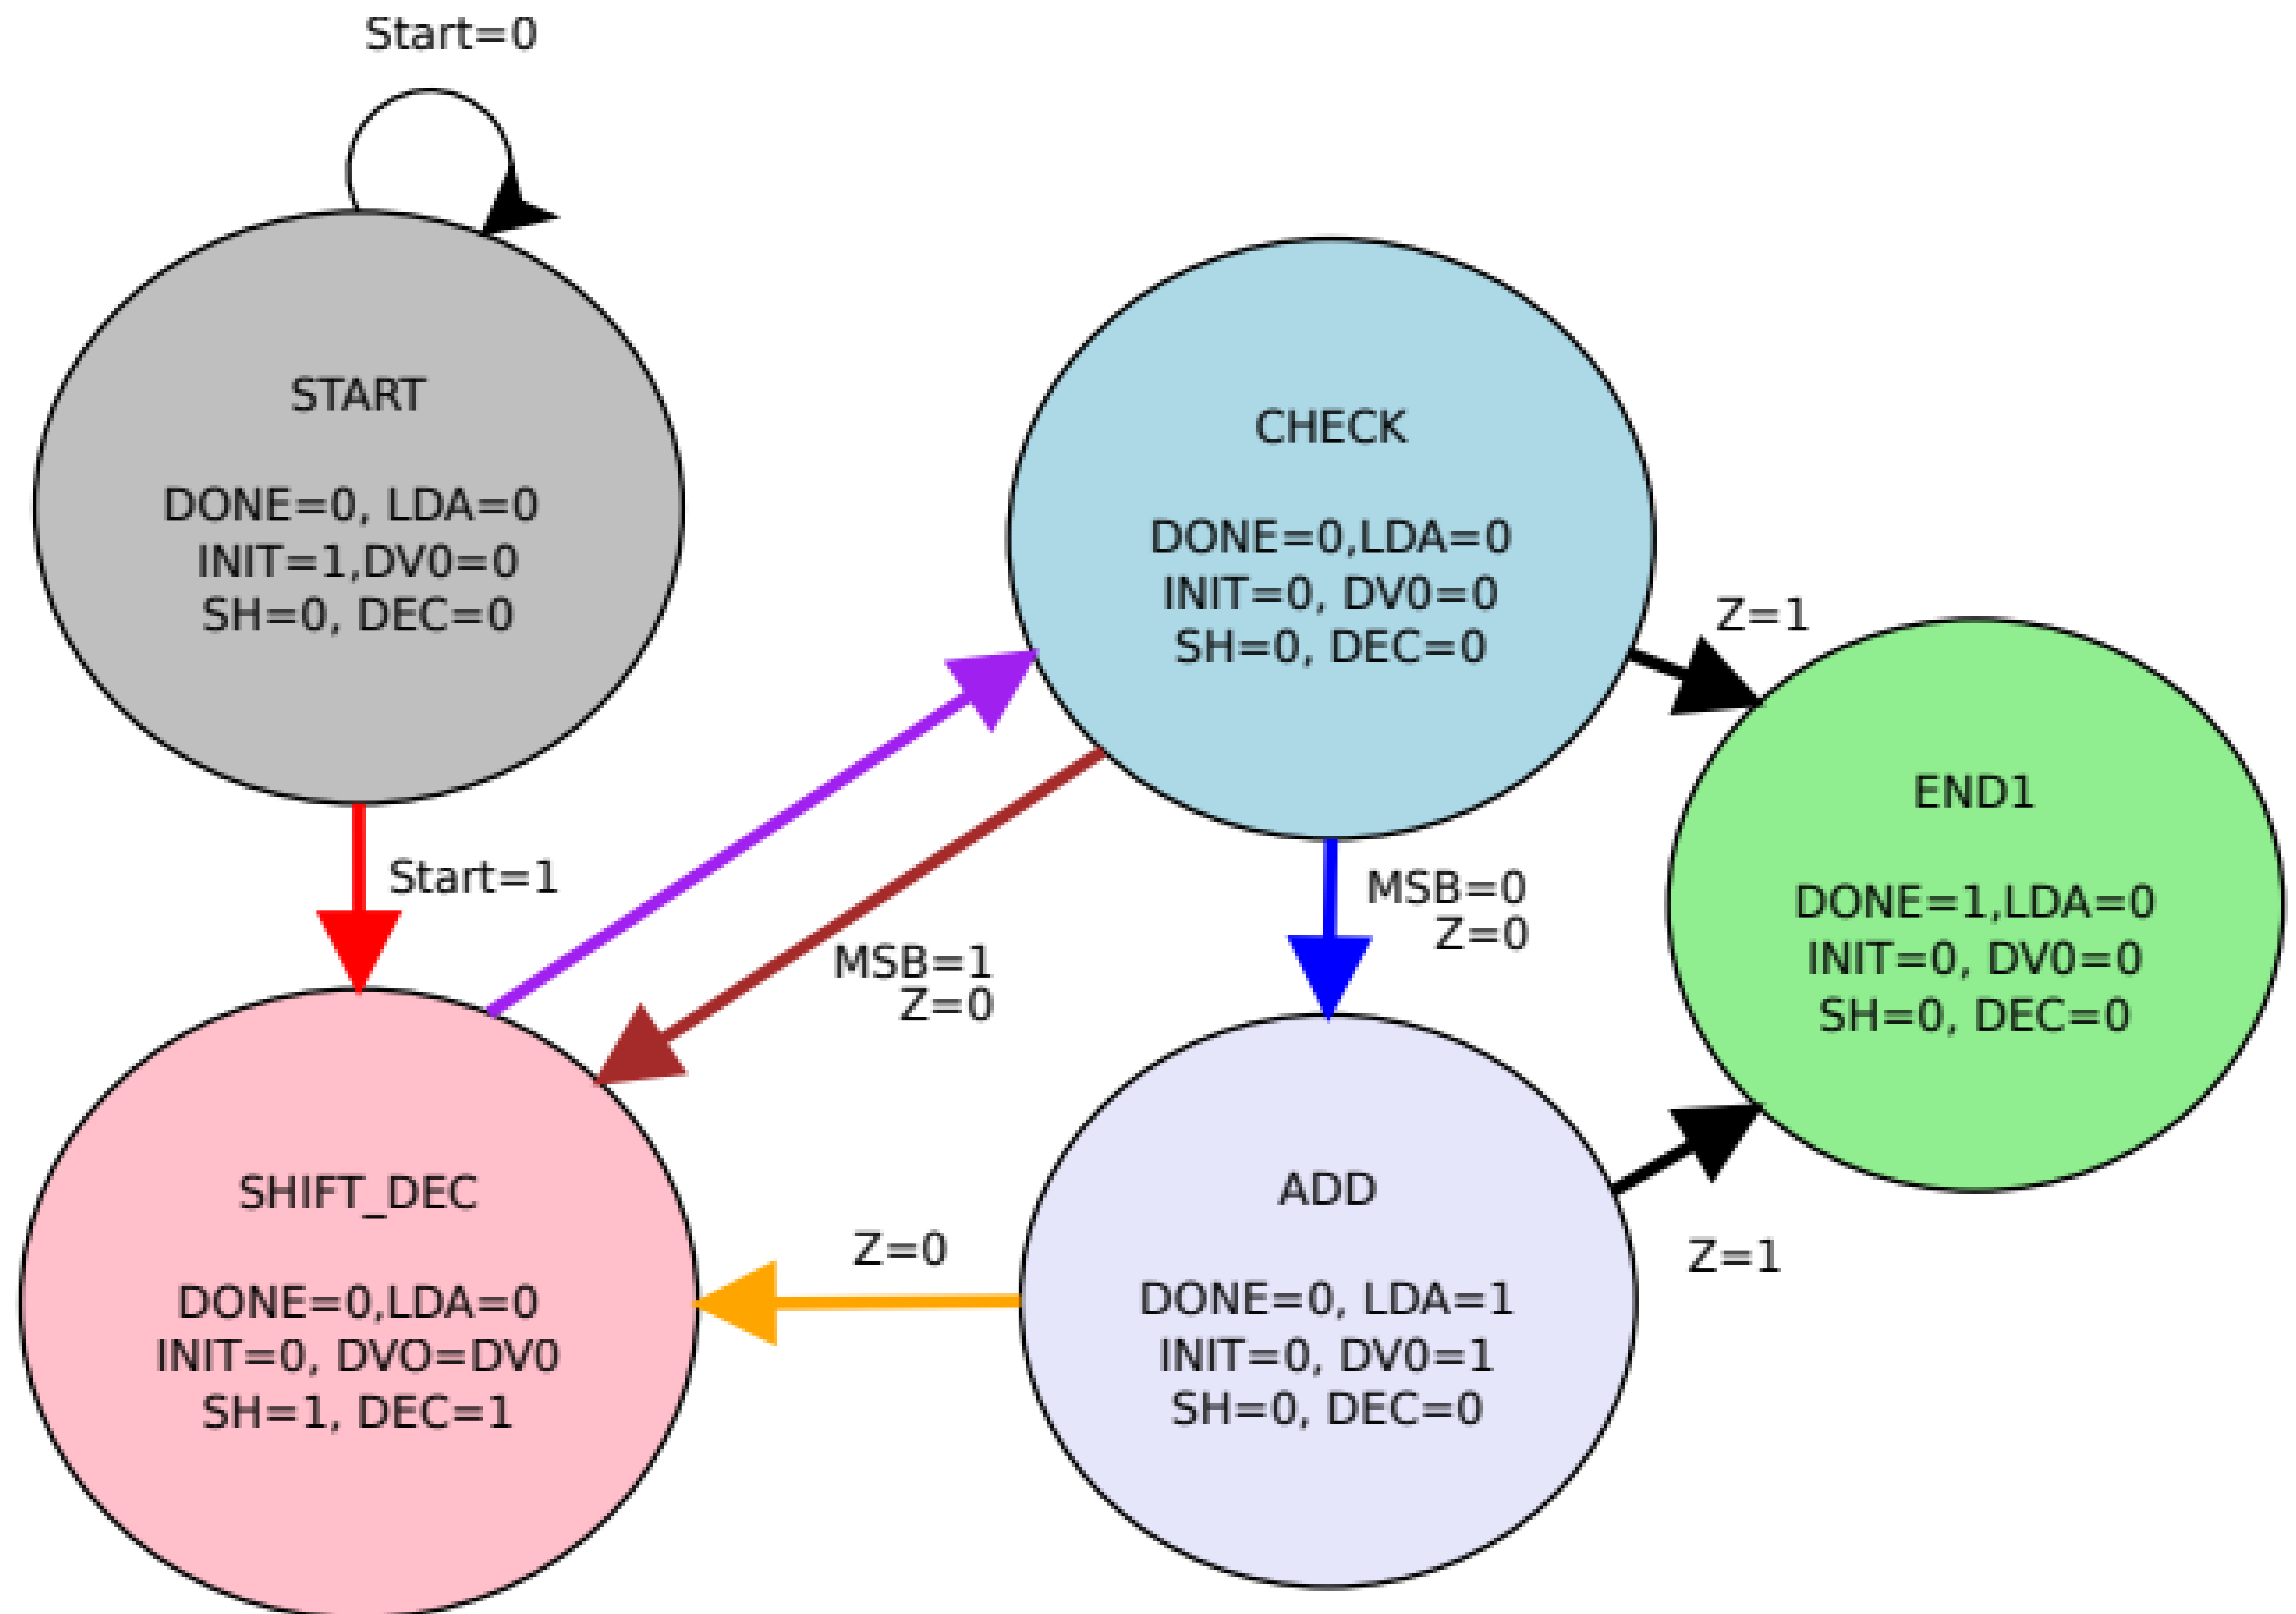 Start=0
START
DONE=0, LDA=0
INIT=1,DV0=0
SH=0, DEC=0
Start=1
CHECK
DONE=0,LDA=0
INIT=0, DV0=0
SH=0, DEC=0
Z=1
MSB=1
Z=0
MSB=0
Z=0
END1
DONE=1,LDA=0
INIT=0, DV0=0
SH=0, DEC=0
SHIFT_DEC
DONE=0,LDA=0
INIT=0, DVO=DV0
SH=1, DEC=1
Z=0
ADD
DONE=0, LDA=1
INIT=0, DV0=1
SH=0, DEC=0
Z=1